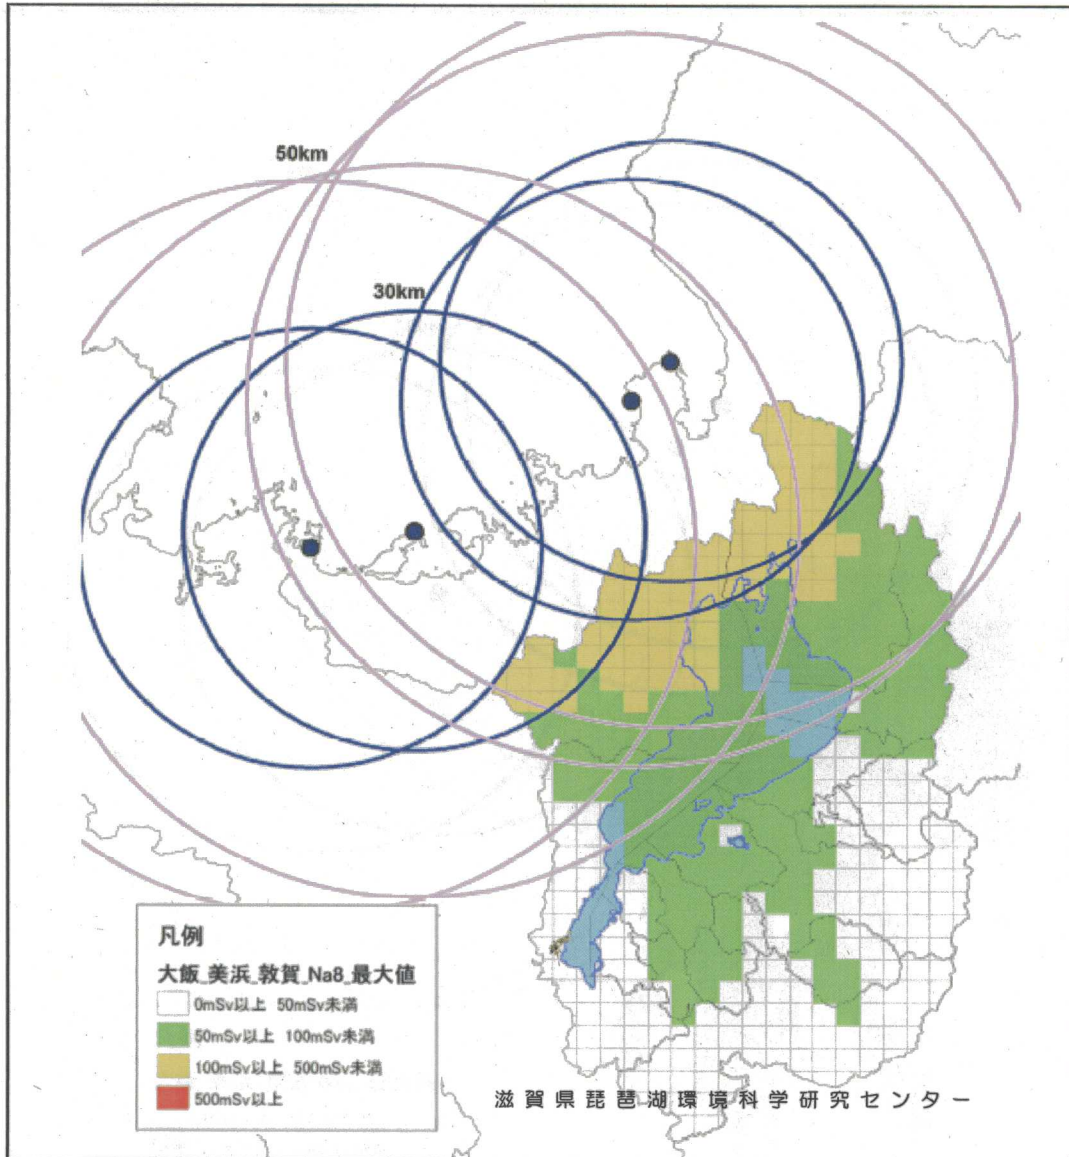 50km
30km
凡例
大飯_美浜_敦賀_Na8_最大値
0mSv以上 50mSv未満
50mSv以上 100mSv未満
100mSv以上 500mSv未満
500mSv以上
滋賀県琵琶湖環境科学研究センター